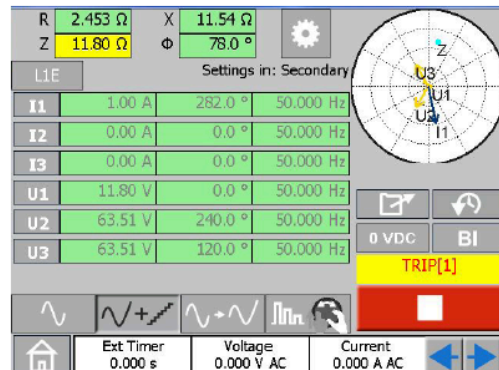 R 2.453 Ω X 11.54 Ω
Z 11.80 Ω Φ 78.0 °
L1E Settings in: Secondary
I1 1.00 A 282.0 ° 50.000 Hz
I2 0.00 A 0.0 ° 50.000 Hz
I3 0.00 A 0.0 ° 50.000 Hz
U1 11.80 V 0.0 ° 50.000 Hz
U2 63.51 V 240.0 ° 50.000 Hz
U3 63.51 V 120.0 ° 50.000 Hz
Z
U3
U1
U2
I1
0 VDC BI
TRIP[1]
Ext Timer Voltage Current
0.000 s 0.000 V AC 0.000 A AC